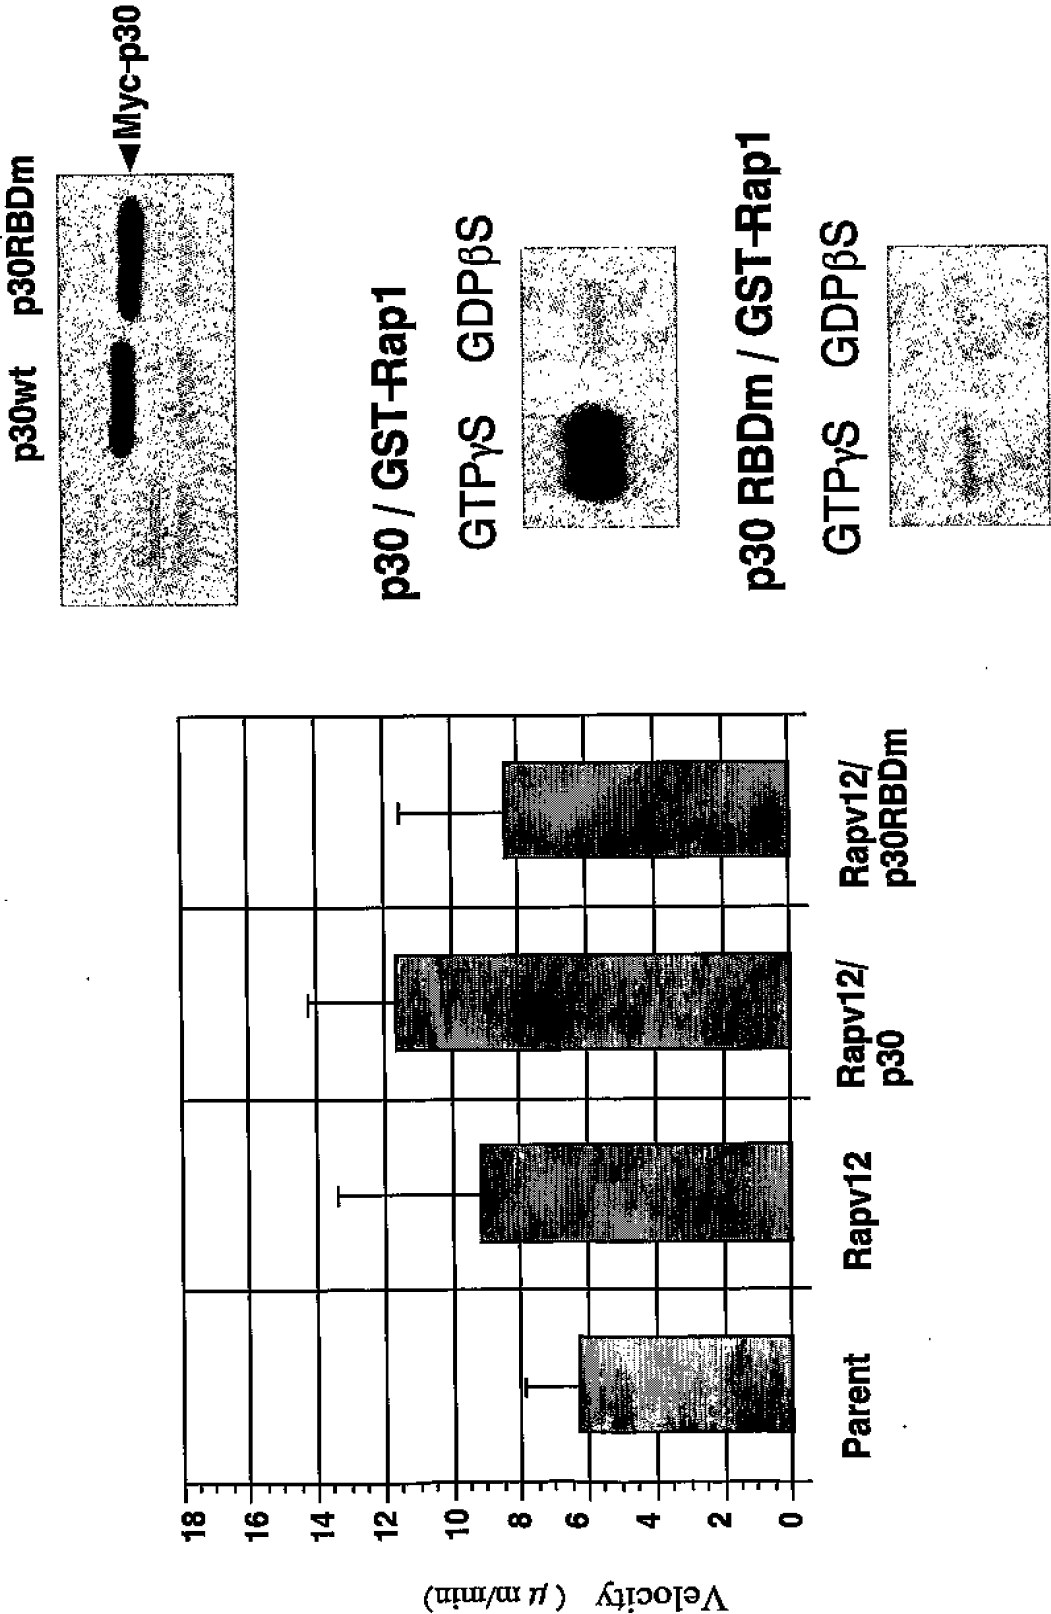 Velocity ( μ m/min)
18
16
14
12
10
8
6
4
2
0
Parent
Rapv12
Rapv12/
p30
Rapv12/
p30RBDm
p30wt p30RBDm
◀Myc-p30
p30 / GST-Rap1
GTPγS GDPβS
p30 RBDm / GST-Rap1
GTPγS GDPβS